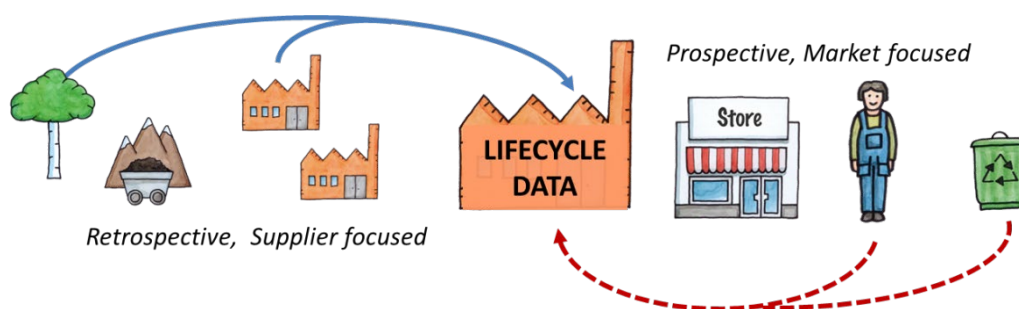 Prospective, Market focused
Store
LIFECYCLE
DATA
Retrospective, Supplier focused